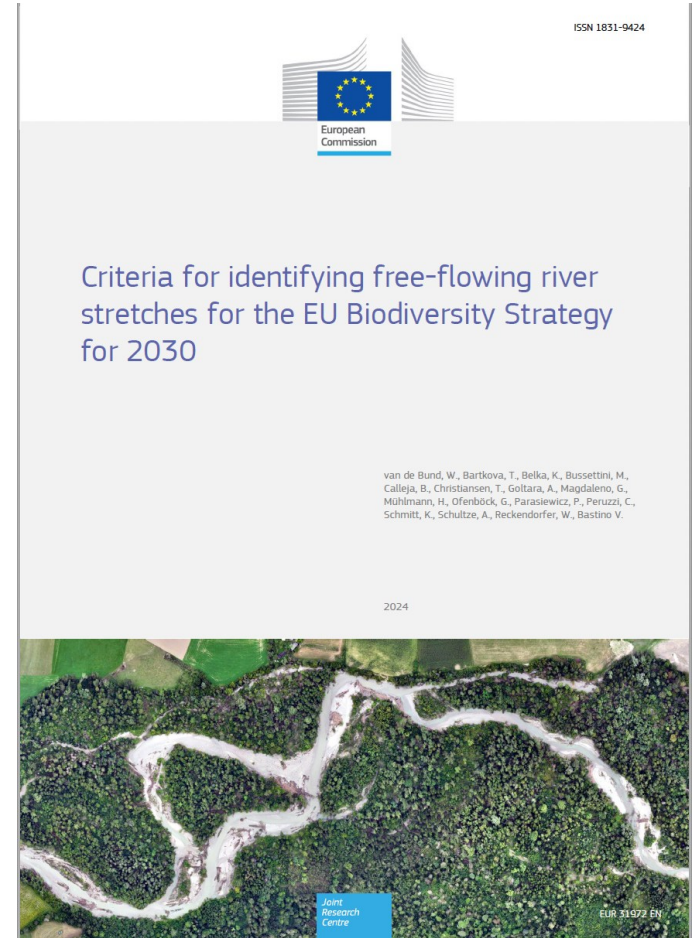 ISSN 1831-9424
European
Commission
Criteria for identifying free-flowing river
stretches for the EU Biodiversity Strategy
for 2030
van de Bund, W., Bartkova, T., Belka, K., Bussettini, M.,
Calleja, B., Christiansen, T., Goltara, A., Magdaleno, G.,
Mühlmann, H., Ofenböck, G., Parasiewicz, P., Peruzzi, C.,
Schmitt, K., Schultze, A., Reckendorfer, W., Bastino V.
2024
Joint
Research
Centre
EUR 31972 EN